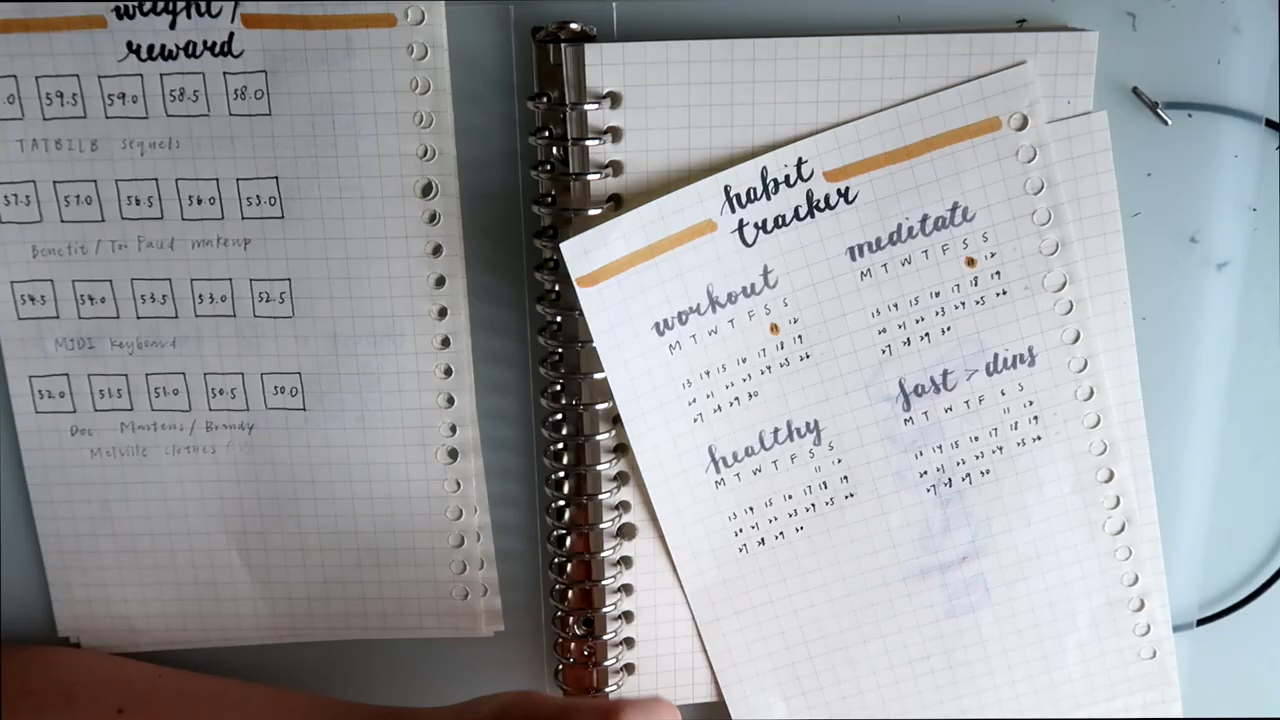 weight/
reward
.0 59.5 59.0 58.5 58.0
TATBILB sequels
57.5 57.0 56.5 56.0 55.0
Benefit / Too Faced makeup
54.5 54.0 53.5 53.0 52.5
MIDI keyboard
52.0 51.5 51.0 50.5 50.0
Doc. Martens / Brandy
Melville clothes /
habit
tracker
workout
M T W T F S S
11 12
13 14 15 16 17 18 19
20 21 22 23 24 25 26
27 28 29 30
meditate
M T W T F S S
11 12
13 14 15 16 17 18 19
20 21 22 23 24 25 26
27 28 29 30
healthy
M T W T F S S
11 12
13 14 15 16 17 18 19
20 21 22 23 24 25 26
27 28 29 30
fast > dins
M T W T F S S
11 12
13 14 15 16 17 18 19
20 21 22 23 24 25 26
27 28 29 30